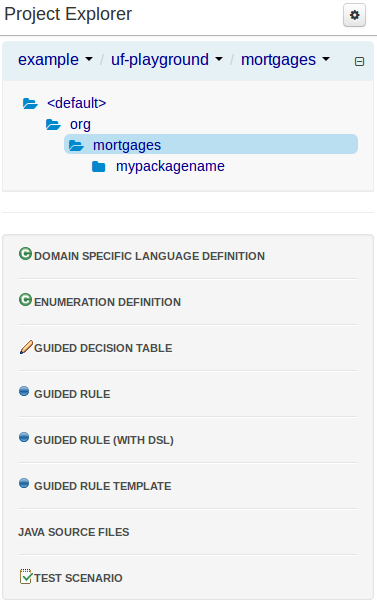 Project Explorer
example / uf-playground / mortgages
<default>
org
mortgages
mypackagename
DOMAIN SPECIFIC LANGUAGE DEFINITION
ENUMERATION DEFINITION
GUIDED DECISION TABLE
GUIDED RULE
GUIDED RULE (WITH DSL)
GUIDED RULE TEMPLATE
JAVA SOURCE FILES
TEST SCENARIO